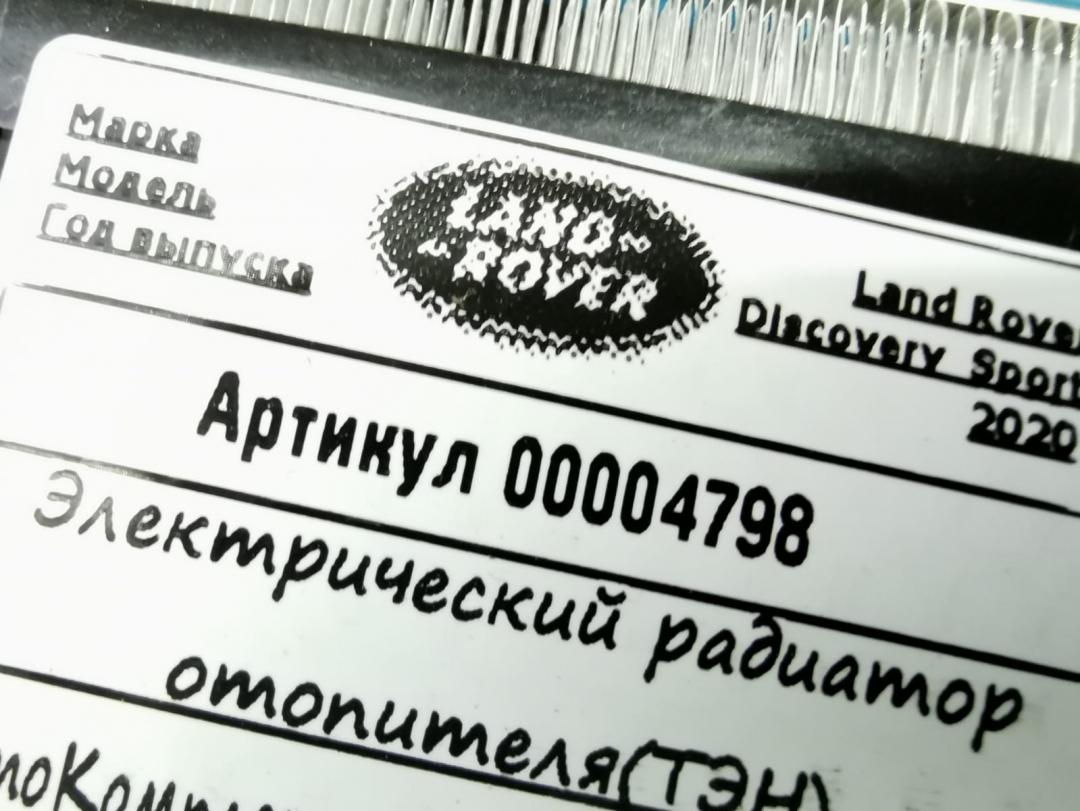 Марка
Модель
Год выпуска
LAND-
-ROVER
Land Rover
Discovery Sport
2020
Артикул 00004798
Электрический радиатор
отопителя(ТЭН)